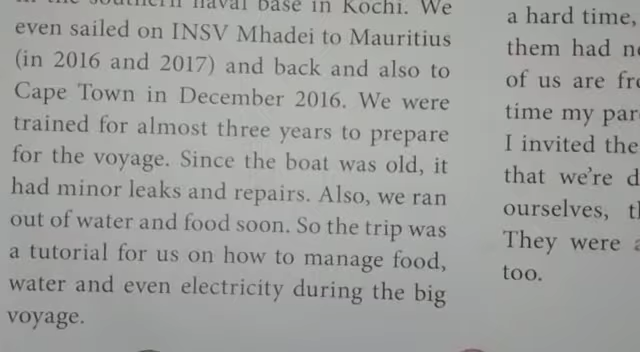 in the southern naval base in Kochi. We
even sailed on INSV Mhadei to Mauritius
(in 2016 and 2017) and back and also to
Cape Town in December 2016. We were
trained for almost three years to prepare
for the voyage. Since the boat was old, it
had minor leaks and repairs. Also, we ran
out of water and food soon. So the trip was
a tutorial for us on how to manage food,
water and even electricity during the big
voyage.
a hard time,
them had
of us are
time my
I invited the
that we're
ourselves,
They were
too.